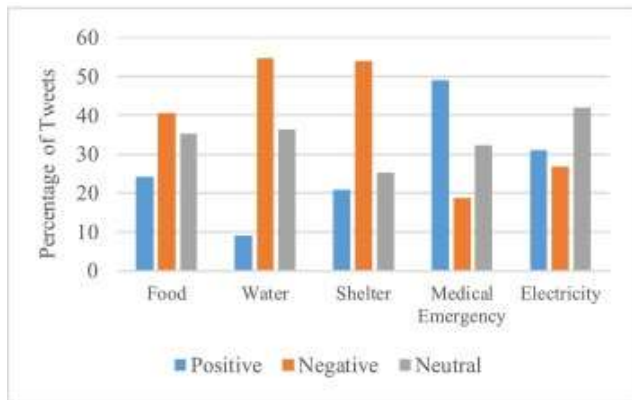 60
50
40
30
20
10
0
Percentage of Tweets
Food Water Shelter Medical Emergency Electricity
Positive Negative Neutral